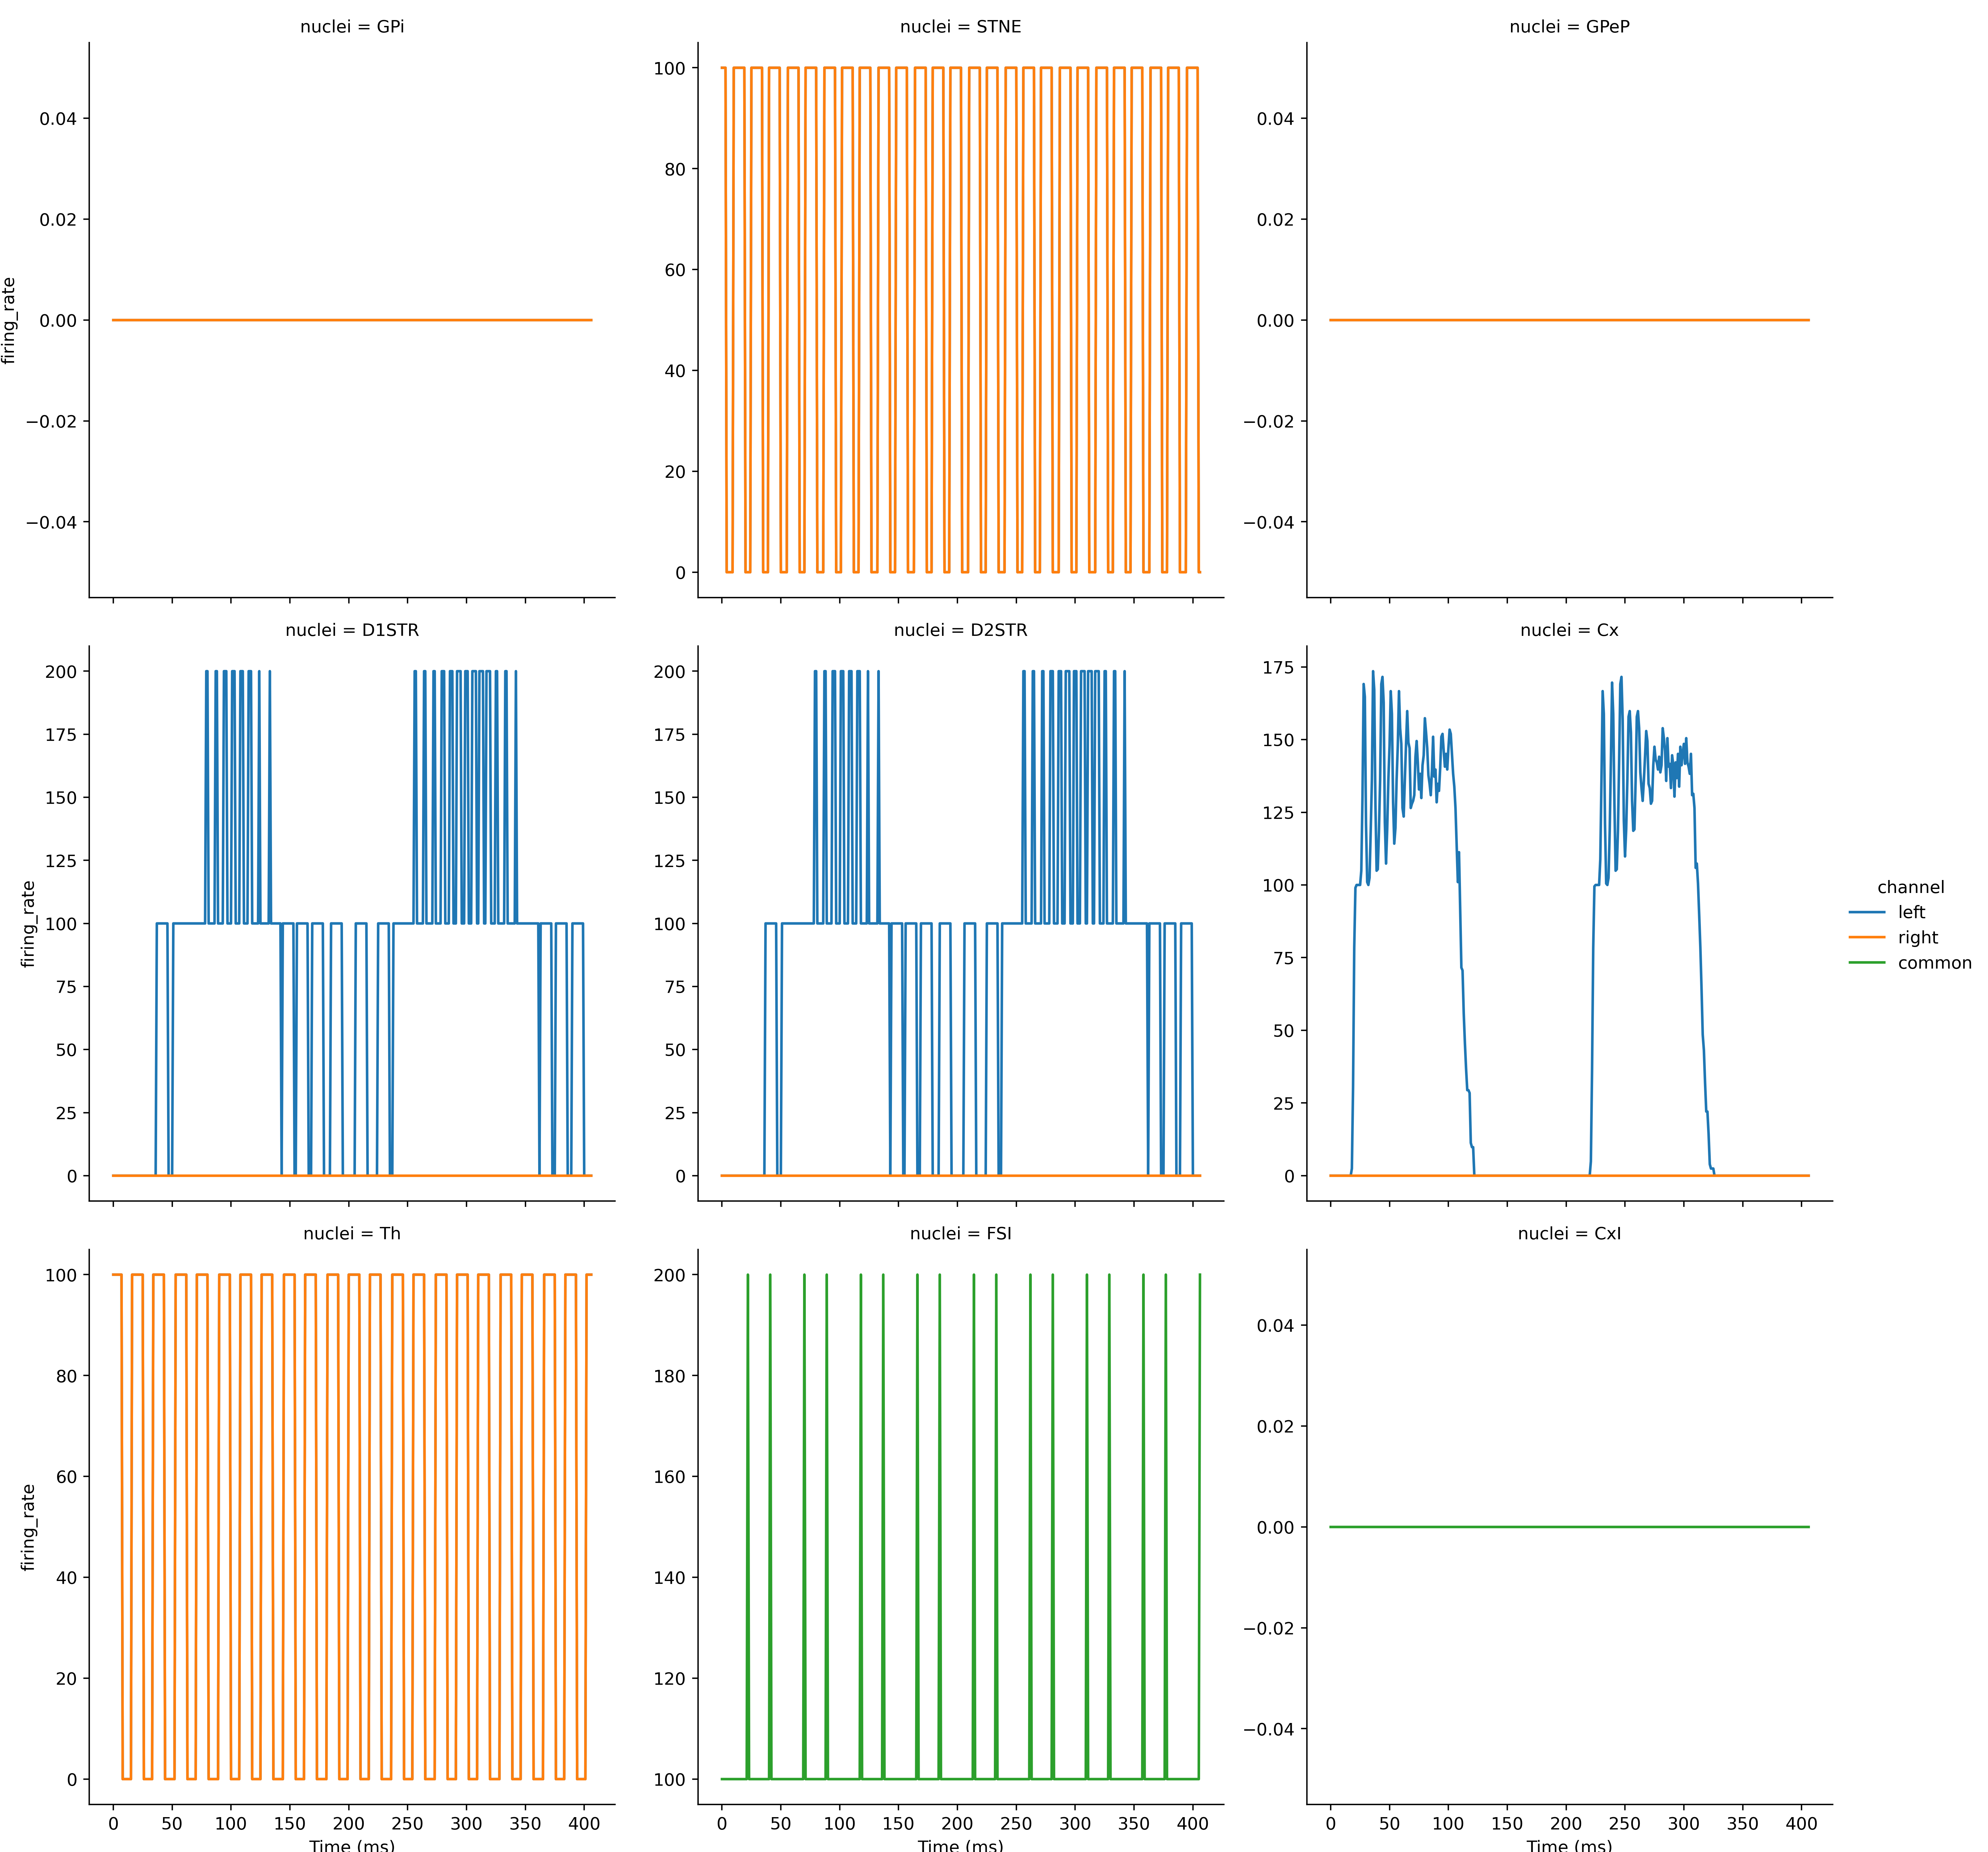 nuclei = GPi
nuclei = STNE
nuclei = GPeP
firing_rate
0.04
0.02
0.00
−0.02
−0.04
100
80
60
40
20
0
0.04
0.02
0.00
−0.02
−0.04
nuclei = D1STR
nuclei = D2STR
nuclei = Cx
firing_rate
200
175
150
125
100
75
50
25
0
200
175
150
125
100
75
50
25
0
175
150
125
100
75
50
25
0
channel
left
right
common
nuclei = Th
nuclei = FSI
nuclei = CxI
firing_rate
100
80
60
40
20
0
200
180
160
140
120
100
0.04
0.02
0.00
−0.02
−0.04
0 50 100 150 200 250 300 350 400
0 50 100 150 200 250 300 350 400
0 50 100 150 200 250 300 350 400
Time (ms)
Time (ms)
Time (ms)